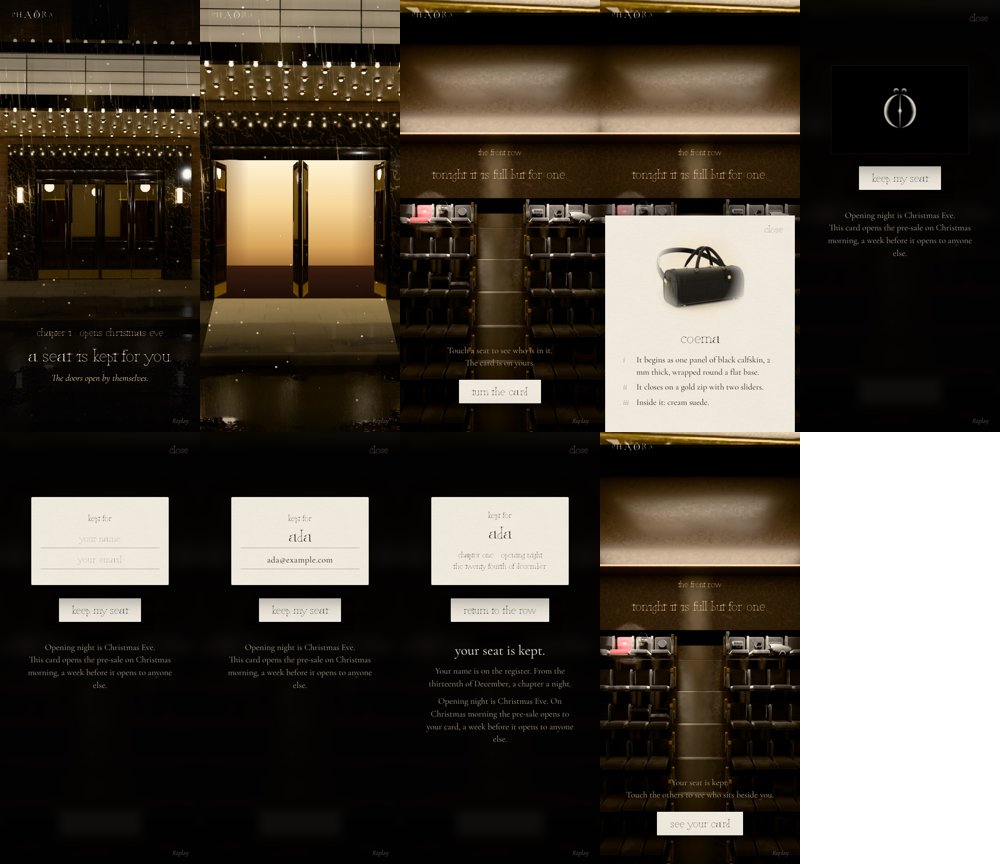 PHAÕRA
chapter 1 opens christmas eve
a seat is kept for you.
The doors open by themselves.
Replay
PHAÕRA
Replay
PHAÕRA
the front row
tonight it is full but for one.
Touch a seat to see who is in it.
The card is on yours.
turn the card
PHAÕRA
the front row
tonight it is full but for one.
close
coema
i It begins as one panel of black calfskin, 2
mm thick, wrapped round a flat base.
ii It closes on a gold zip with two sliders.
iii Inside it: cream suede.
close
keep my seat
Opening night is Christmas Eve.
This card opens the pre-sale on Christmas
morning, a week before it opens to anyone
else.
Replay
close
kept for
your name
your email
keep my seat
Opening night is Christmas Eve.
This card opens the pre-sale on Christmas
morning, a week before it opens to anyone
else.
Replay
close
kept for
ada
ada@example.com
keep my seat
Opening night is Christmas Eve.
This card opens the pre-sale on Christmas
morning, a week before it opens to anyone
else.
Replay
close
kept for
ada
chapter one opening night
the twenty fourth of december
return to the row
your seat is kept.
Your name is on the register. From the
thirteenth of December, a chapter a night.
Opening night is Christmas Eve. On
Christmas morning the pre-sale opens to
your card, a week before it opens to anyone
else.
Replay
PHAÕRA
the front row
tonight it is full but for one.
Your seat is kept.
Touch the others to see who sits beside you.
see your card
Replay